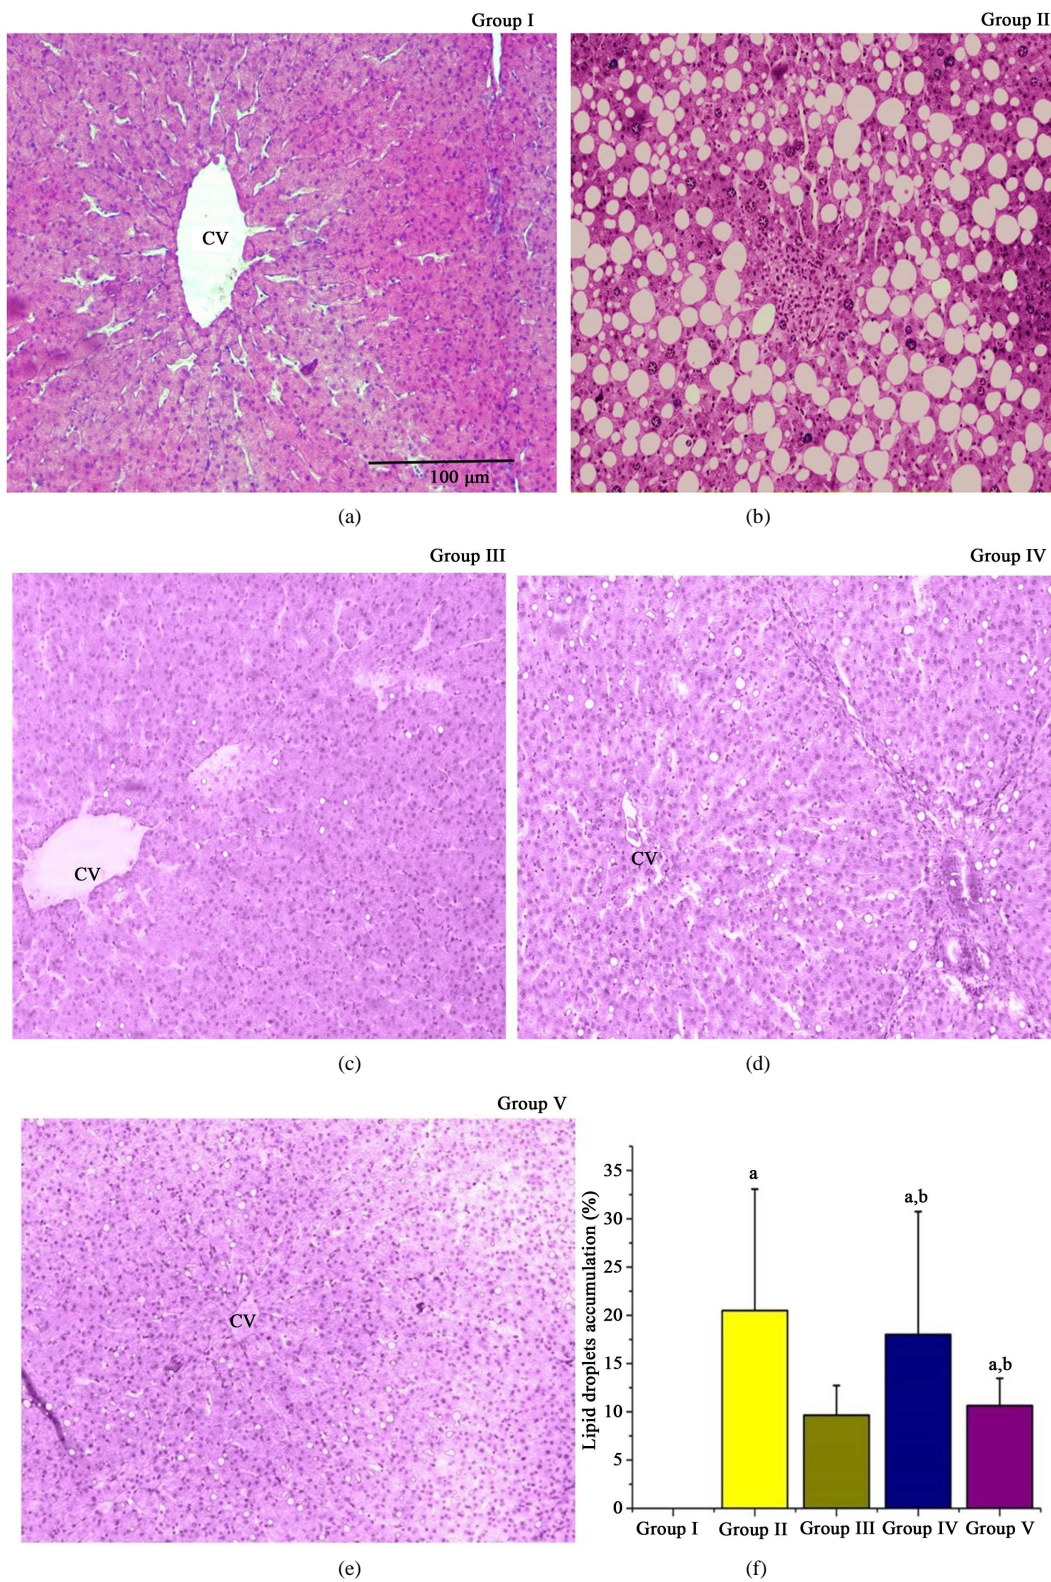 Group I
Group II
CV
100 µm
(a)
(b)
Group III
Group IV
CV
CV
(c)
(d)
Group V
CV
(e)
Lipid droplets accumulation (%)
35
30
25
20
15
10
5
0
a
a,b
a,b
Group I
Group II
Group III
Group IV
Group V
(f)